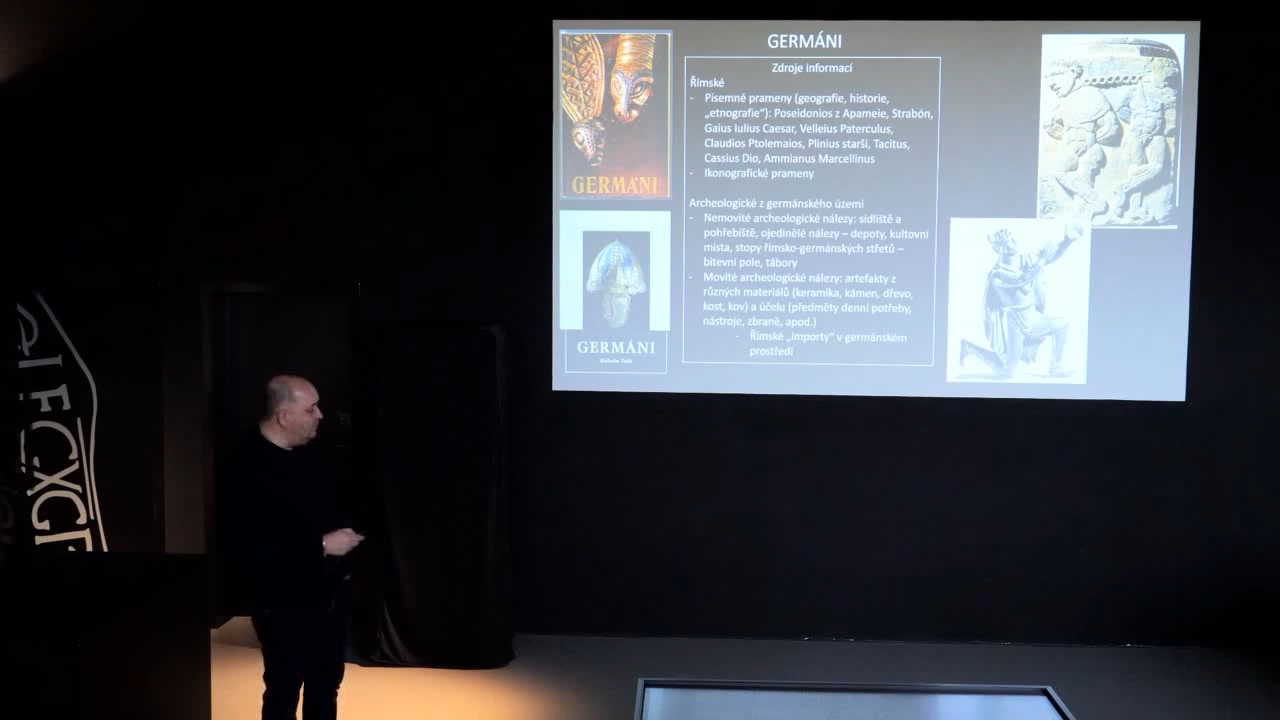 GERMÁNI
Zdroje informací
Římské
- Písemné prameny (geografie, historie,
„etnografie“): Poseidonios z Apameie, Strabón,
Gaius Iulius Caesar, Velleius Paterculus,
Claudios Ptolemaios, Plinius starší, Tacitus,
Cassius Dio, Ammianus Marcellinus
- Ikonografické prameny
Archeologické z germánského území
- Nemovité archeologické nálezy: sídliště a
pohřebiště, ojedinělé nálezy – depoty, kultovní
místa, stopy římsko-germánských střetů –
bitevní pole, tábory
- Movité archeologické nálezy: artefakty z
různých materiálů (keramika, kámen, dřevo,
kost, kov) a účelu (předměty denní potřeby,
nástroje, zbraně, apod.)
- Římské „importy“ v germánském
prostředí
GERMÁNI
GERMÁNI
Malcolm Todd